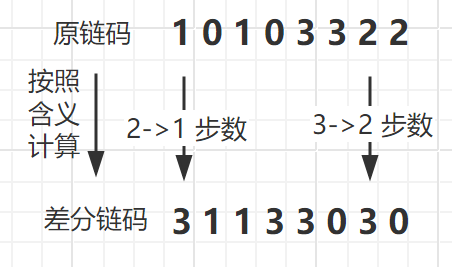 原链码 1 0 1 0 3 3 2 2
按照
含义
计算
2->1 步数
3->2 步数
差分链码 3 1 1 3 3 0 3 0